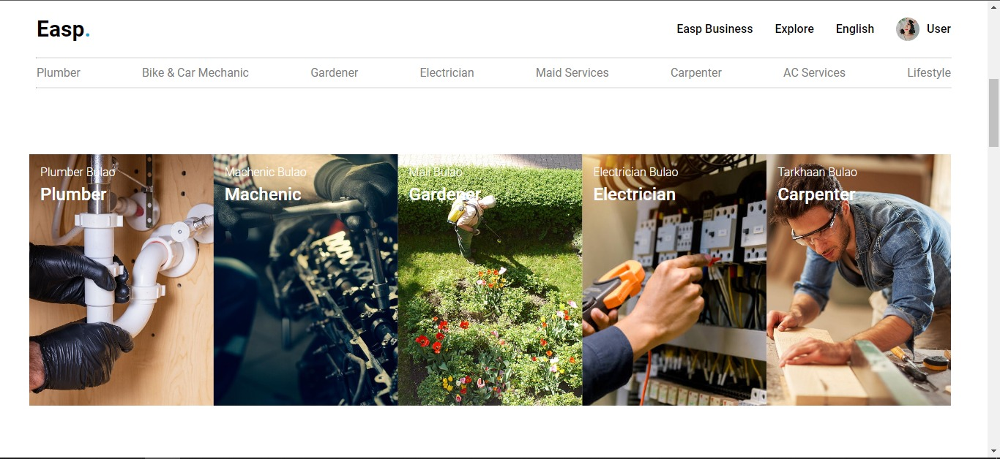 Easp.
Easp Business
Explore
English
User
Plumber
Bike & Car Mechanic
Gardener
Electrician
Maid Services
Carpenter
AC Services
Lifestyle
Plumber Bulao
Plumber
Machenic Bulao
Machenic
Mali Bulao
Gardener
Electrician Bulao
Electrician
Tarkhaan Bulao
Carpenter